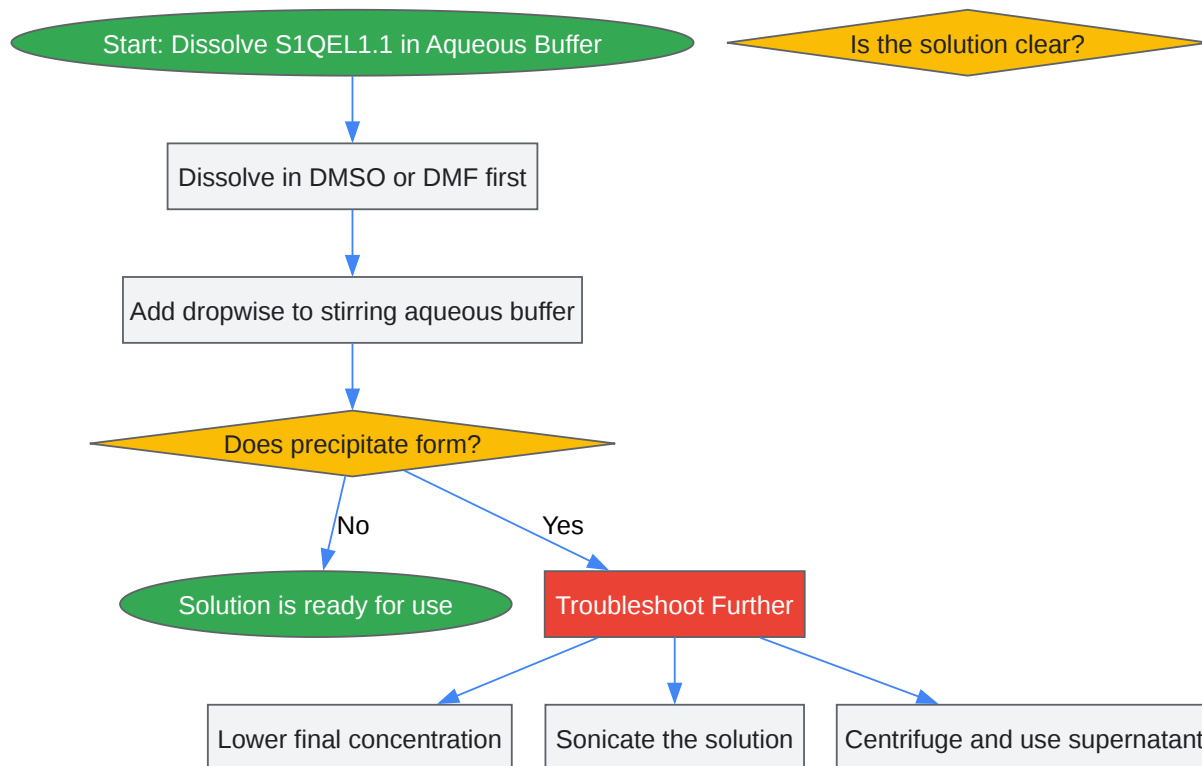 Start: Dissolve S1QEL1.1 in Aqueous Buffer
Is the solution clear?
Dissolve in DMSO or DMF first
Add dropwise to stirring aqueous buffer
Does precipitate form?
No
Yes
Solution is ready for use
Troubleshoot Further
Lower final concentration
Sonicate the solution
Centrifuge and use supernatant